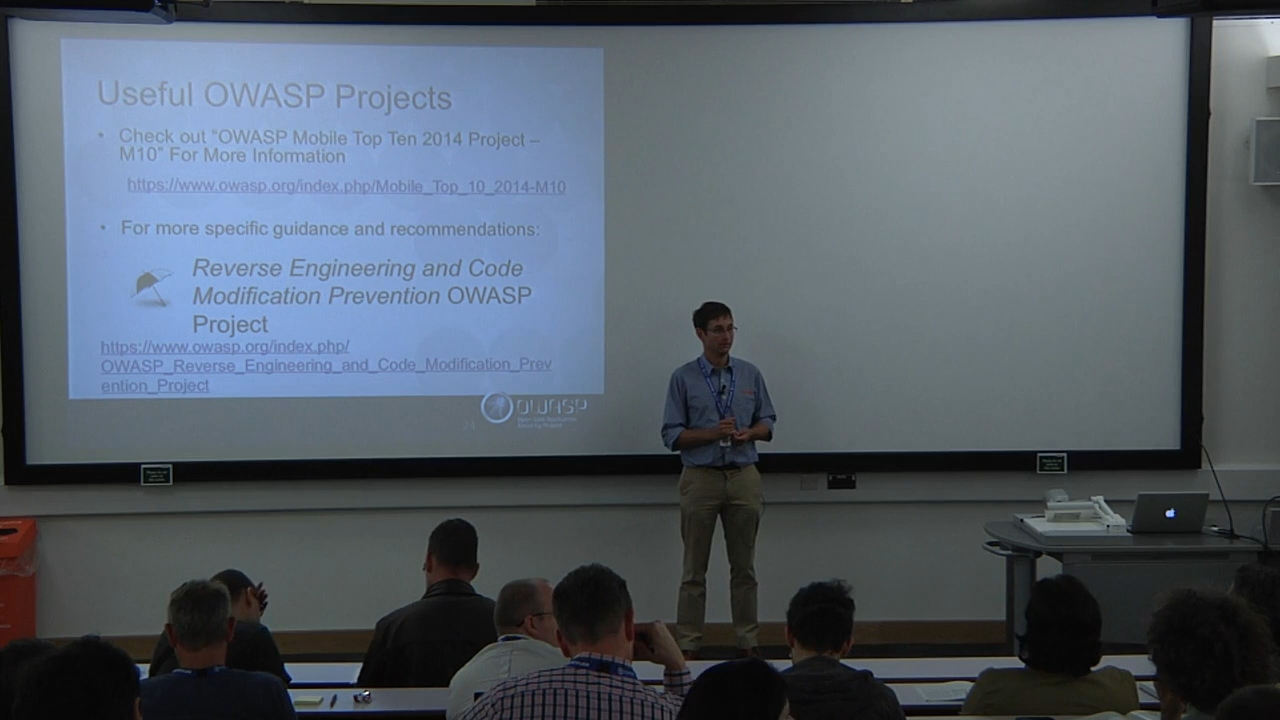 Useful OWASP Projects
• Check out "OWASP Mobile Top Ten 2014 Project –
M10" For More Information
https://www.owasp.org/index.php/Mobile_Top_10_2014-M10
• For more specific guidance and recommendations:
Reverse Engineering and Code
Modification Prevention OWASP
Project
https://www.owasp.org/index.php/
OWASP_Reverse_Engineering_and_Code_Modification_Prev
ention_Project
OWASP
24